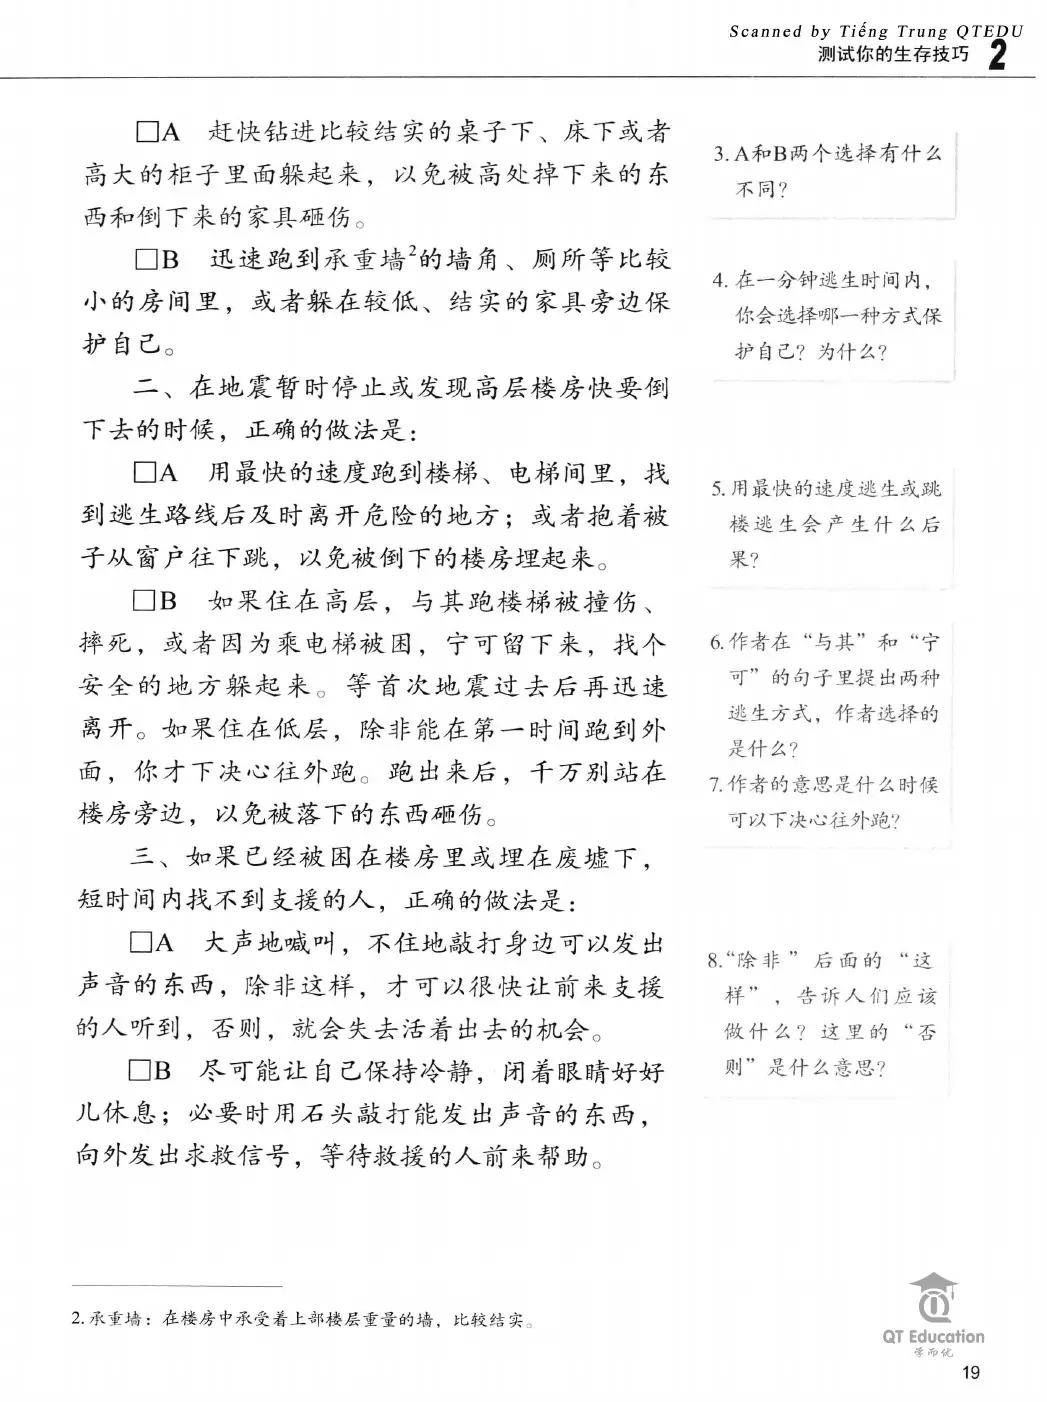 Scanned by Tiếng Trung QTEDU
测试你的生存技巧 2
□A 赶快钻进比较结实的桌子下、床下或者
高大的柜子里面躲起来，以免被高处掉下来的东
西和倒下来的家具砸伤。
□B 迅速跑到承重墙²的墙角、厕所等比较
小的房间里，或者躲在较低、结实的家具旁边保
护自己。
二、在地震暂时停止或发现高层楼房快要倒
下去的时候，正确的做法是：
□A 用最快的速度跑到楼梯、电梯间里，找
到逃生路线后及时离开危险的地方；或者抱着被
子从窗户往下跳，以免被倒下的楼房埋起来。
□B 如果住在高层，与其跑楼梯被撞伤、
摔死，或者因为乘电梯被困，宁可留下来，找个
安全的地方躲起来。等首次地震过去后再迅速
离开。如果住在低层，除非能在第一时间跑到外
面，你才下决心往外跑。跑出来后，千万别站在
楼房旁边，以免被落下的东西砸伤。
三、如果已经被困在楼房里或埋在废墟下，
短时间内找不到支援的人，正确的做法是：
□A 大声地喊叫，不住地敲打身边可以发出
声音的东西，除非这样，才可以很快让前来支援
的人听到，否则，就会失去活着出去的机会。
□B 尽可能让自己保持冷静，闭着眼睛好好
儿休息；必要时用石头敲打能发出声音的东西，
向外发出求救信号，等待救援的人前来帮助。
3. A和B两个选择有什么
不同？
4. 在一分钟逃生时间内，
你会选择哪一种方式保
护自己？为什么？
5. 用最快的速度逃生或跳
楼逃生会产生什么后
果？
6. 作者在“与其”和“宁
可”的句子里提出两种
逃生方式，作者选择的
是什么？
7. 作者的意思是什么时候
可以下决心往外跑？
8. “除非”后面的“这
样”，告诉人们应该
做什么？这里的“否
则”是什么意思？
2. 承重墙：在楼房中承受着上部楼层重量的墙，比较结实。
QT Education
学而优
19